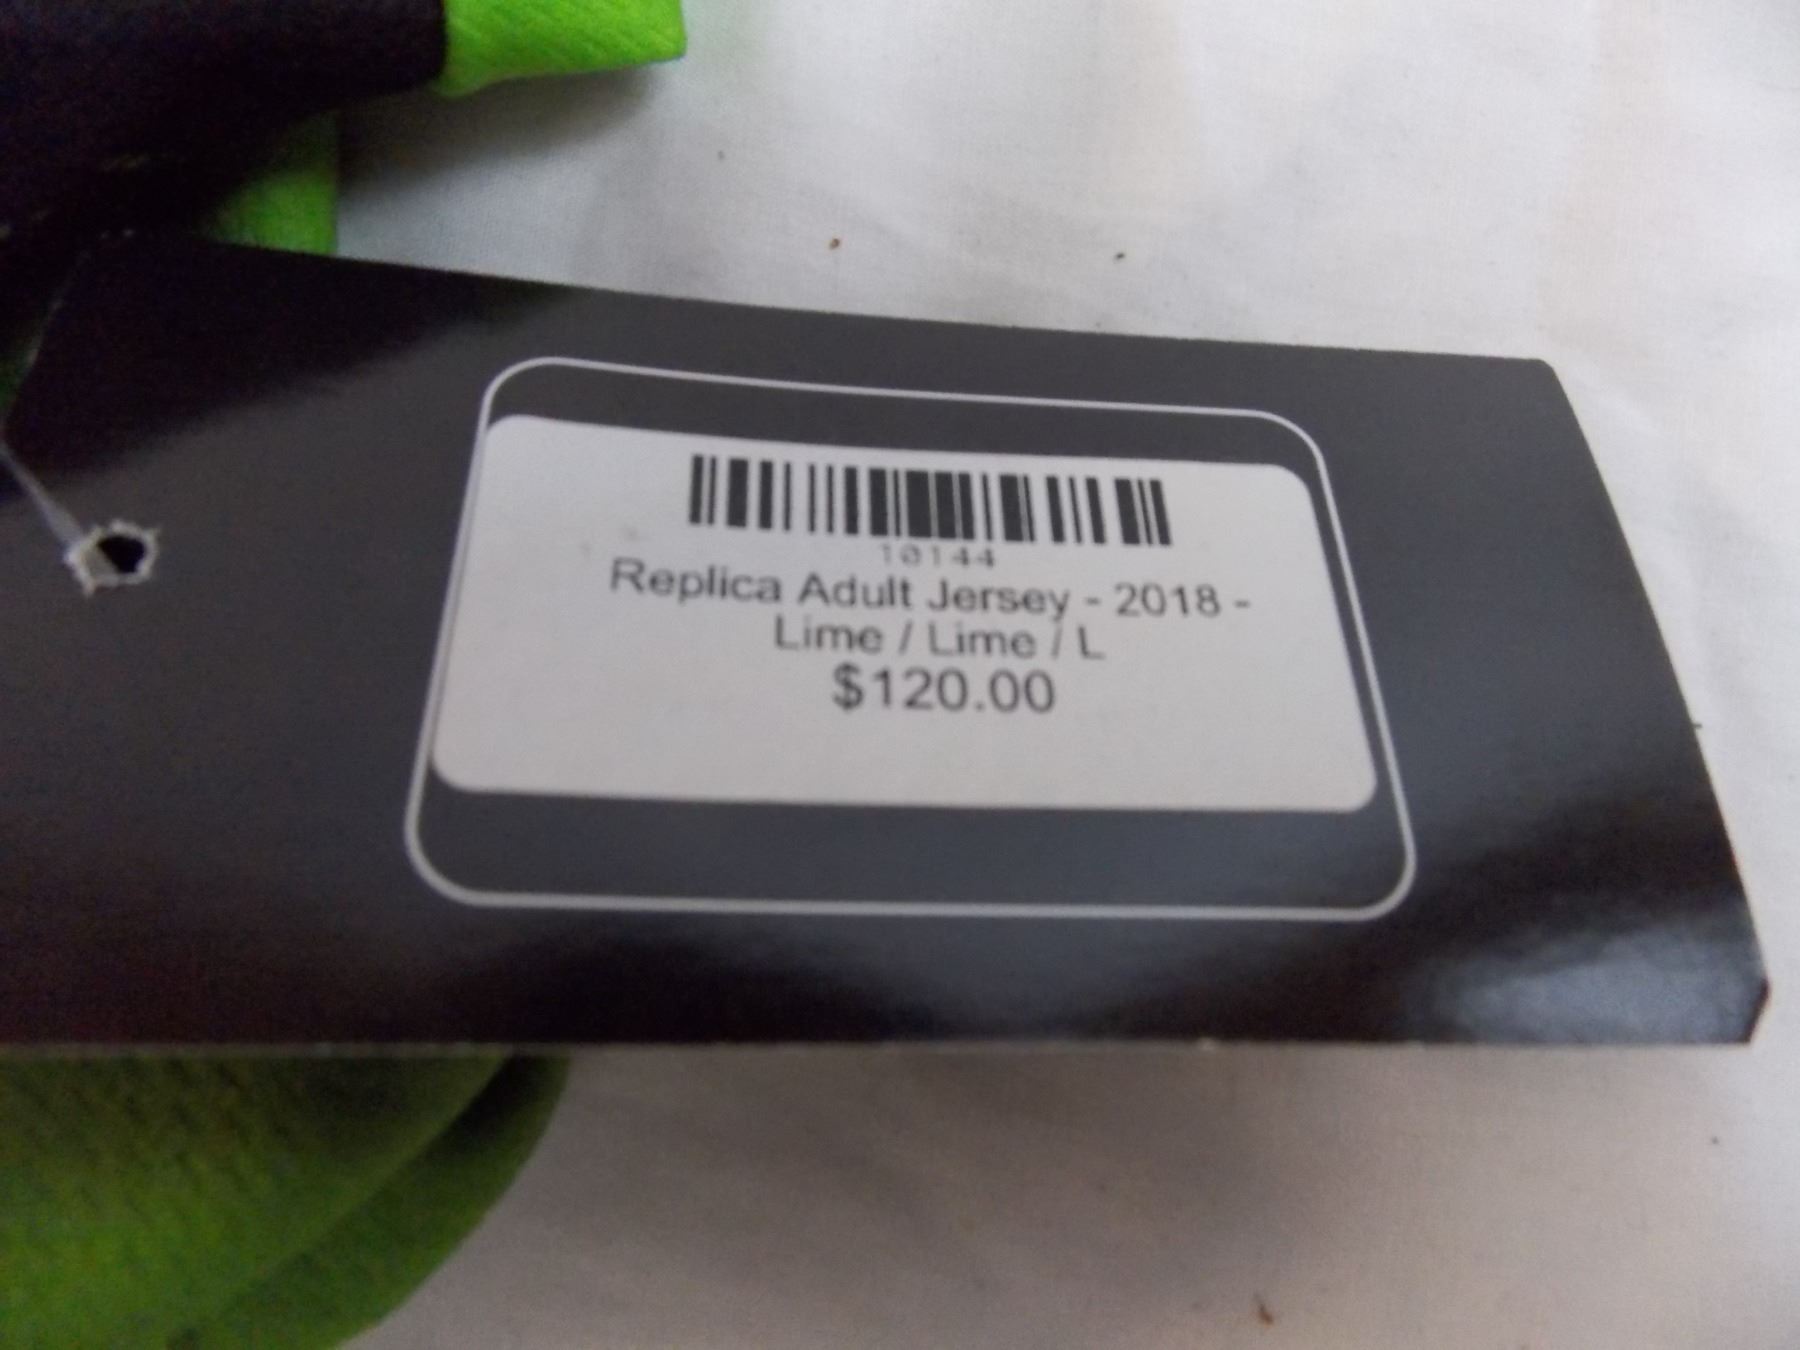 10144
Replica Adult Jersey - 2018 -
Lime / Lime / L
$120.00